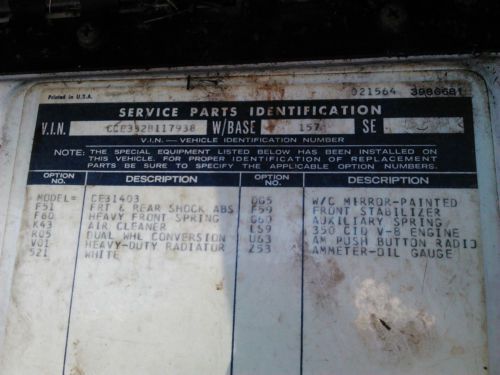 Printed in U.S.A. 021564 3986681
SERVICE PARTS IDENTIFICATION
V.I.N. CCE332B117938 W/BASE 157 SE
V.I.N. — VEHICLE IDENTIFICATION NUMBER
NOTE: THE SPECIAL EQUIPMENT LISTED BELOW HAS BEEN INSTALLED ON
THIS VEHICLE. FOR PROPER IDENTIFICATION OF REPLACEMENT
PARTS BE SURE TO SPECIFY THE APPLICABLE OPTION NUMBERS.
OPTION NO. DESCRIPTION OPTION NO. DESCRIPTION
MODEL= CE31403 DG5 W/C MIRROR-PAINTED
F51 FRT & REAR SHOCK ABS F59 FRONT STABILIZER
F60 HEAVY FRONT SPRING G60 AUXILIARY SPRING
K43 AIR CLEANER L59 350 CID V-8 ENGINE
R05 DUAL WHL CONVERSION U63 AM PUSH BUTTON RADIO
V01 HEAVY-DUTY RADIATOR Z53 AMMETER-OIL GAUGE
521 WHITE